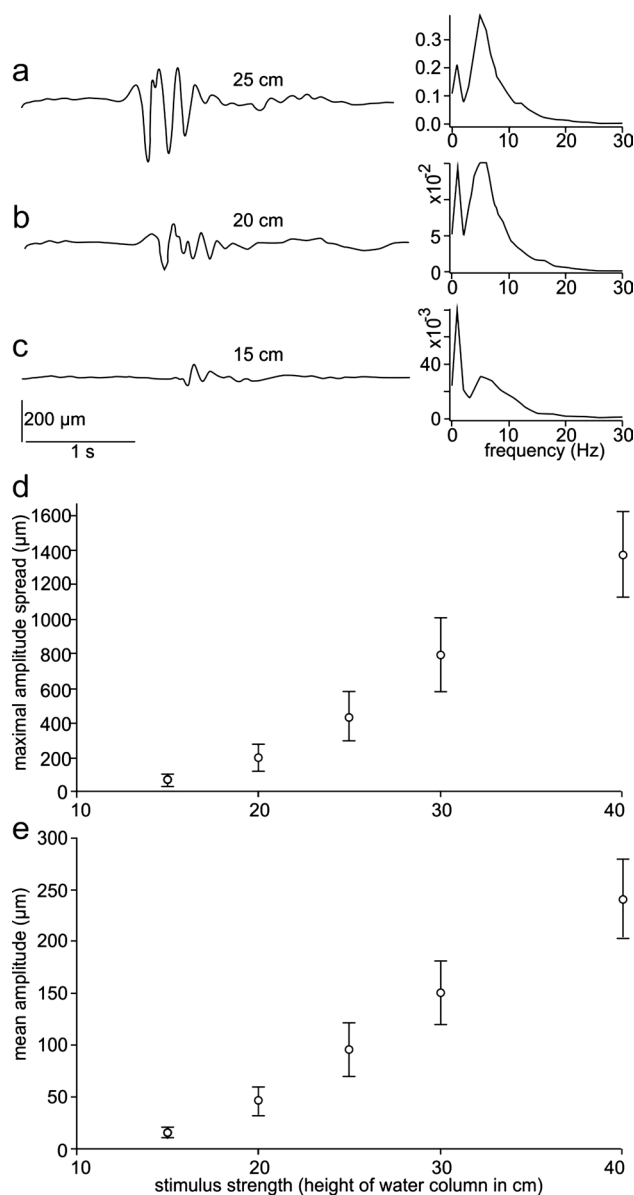 a
25 cm
0.3
0.2
0.1
0.0
0 10 20 30
b
20 cm
x10-2
5
0
0 10 20 30
c
15 cm
x10-3
40
0
0 10 20 30
frequency (Hz)
200 µm
1 s
d
maximal amplitude spread (µm)
1600
1400
1200
1000
800
600
400
200
0
10 20 30 40
e
mean amplitude (µm)
300
250
200
150
100
50
0
10 20 30 40
stimulus strength (height of water column in cm)